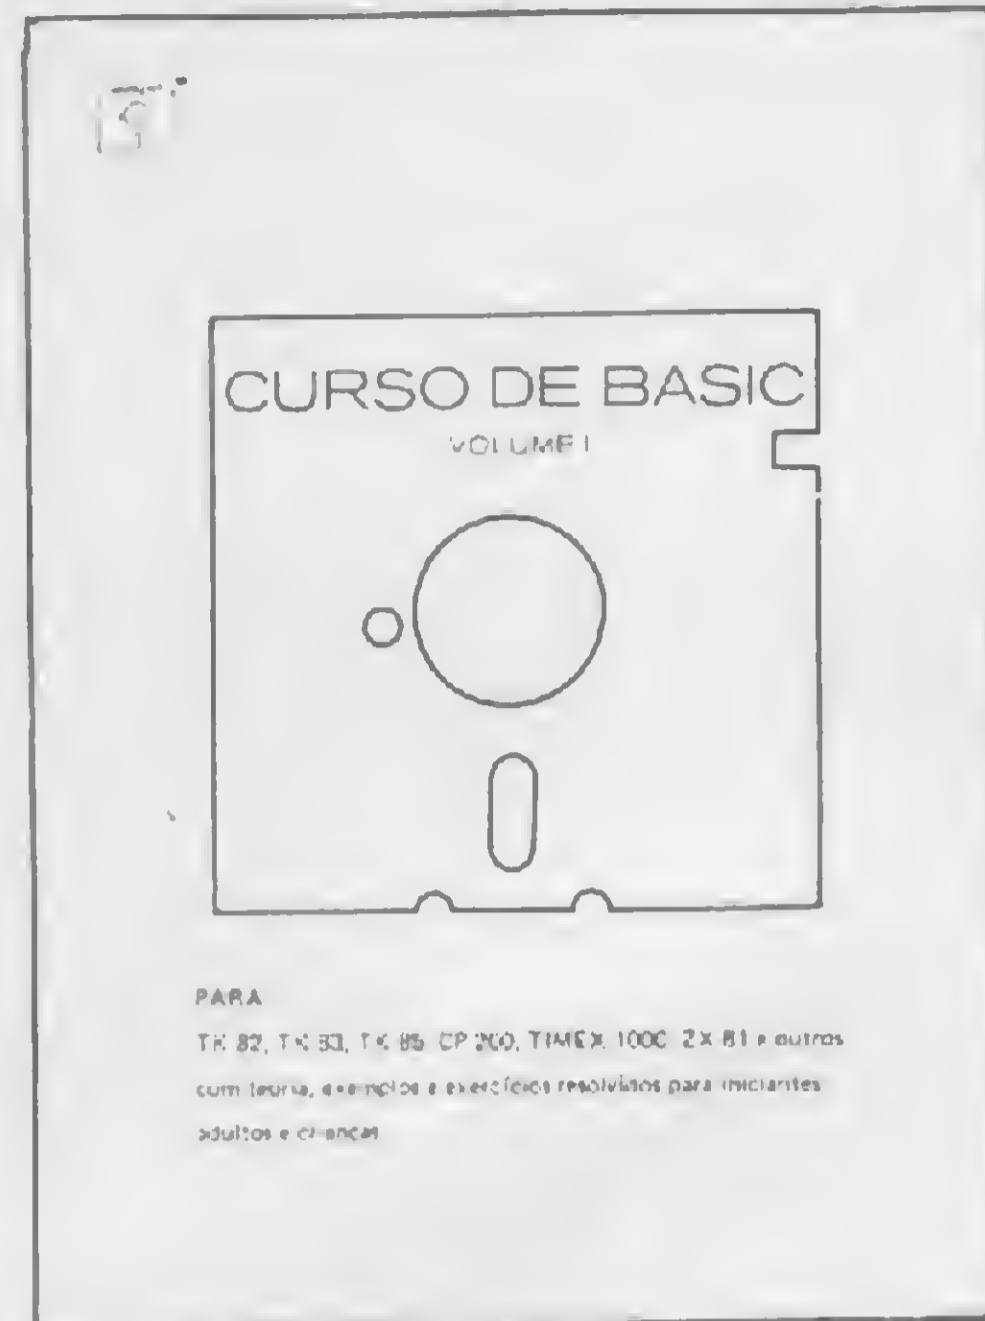 CURSO DE BASIC
VOLUME I
PARA
TK 82, TK 83, TK 85, CP 200, TIMEX 1000, ZX 81 e outros
com teoria, exemplos e exercícios resolvidos para iniciantes
adultos e crianças